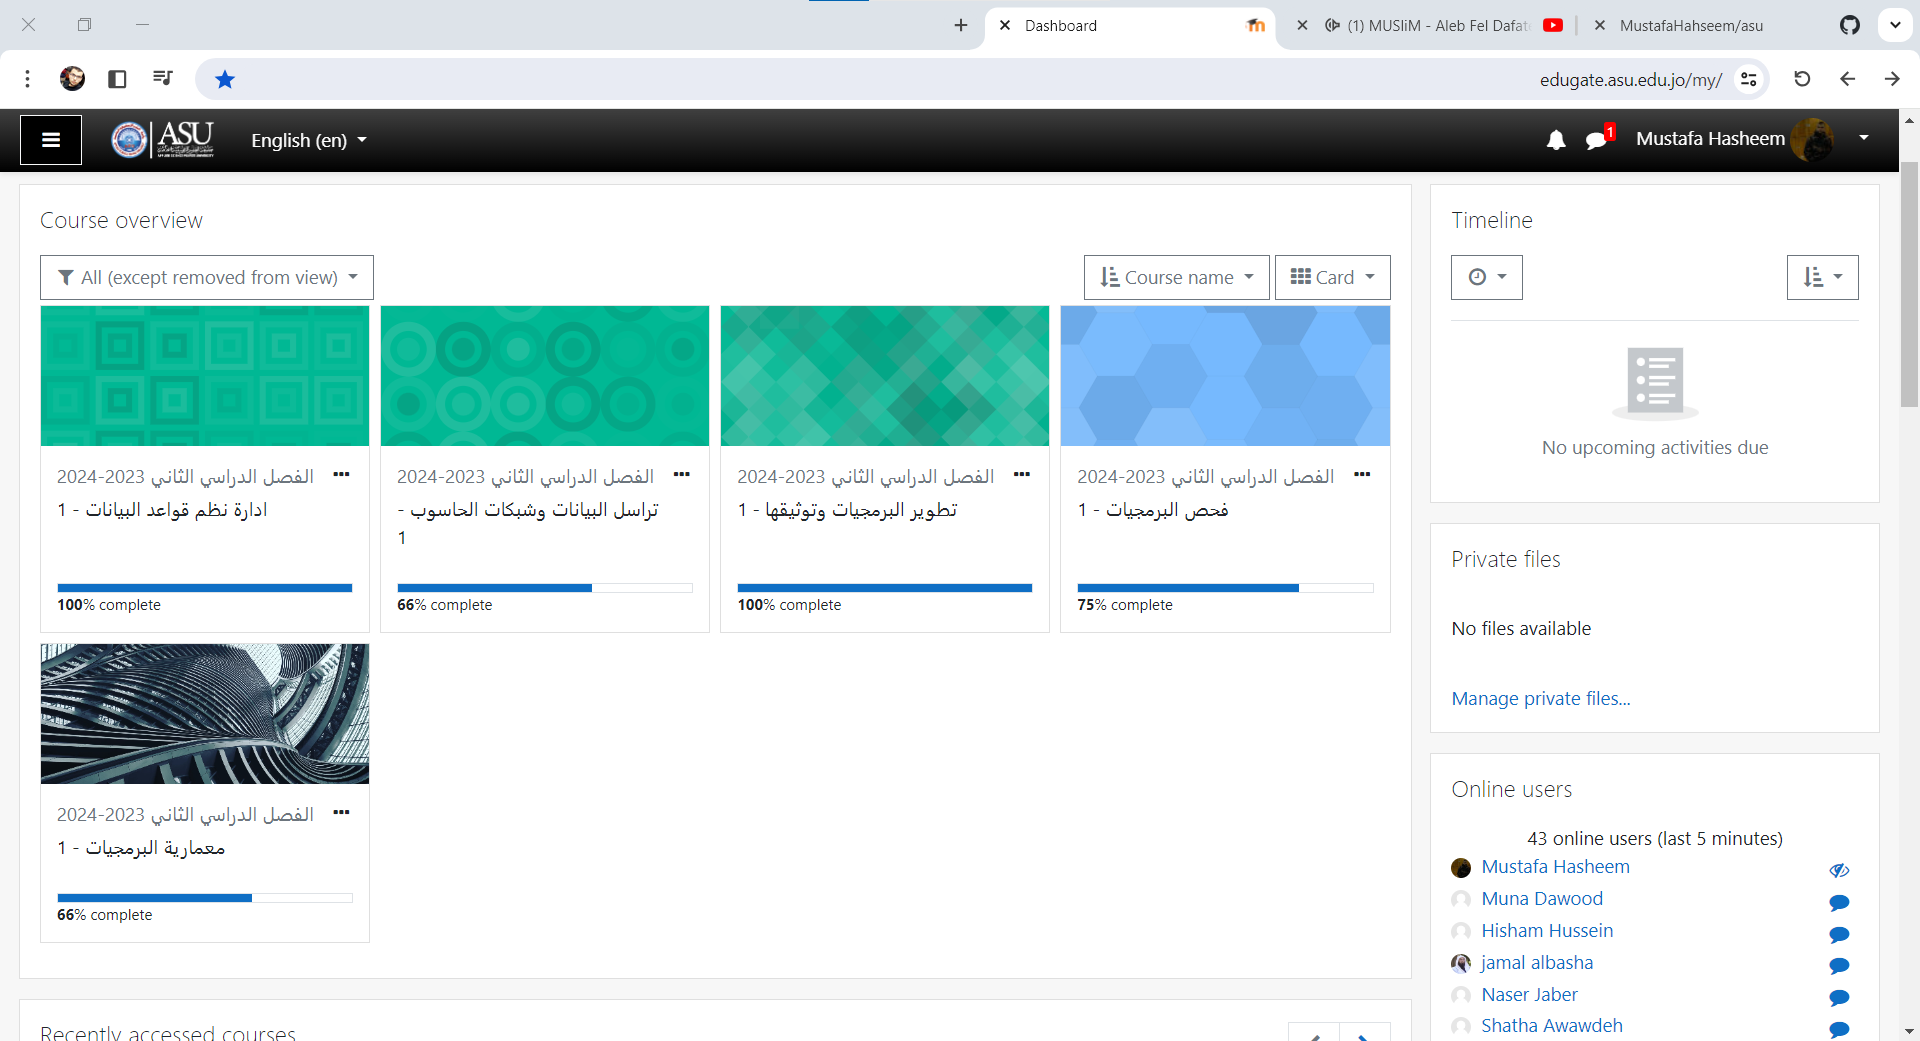 Dashboard
(1) MUSliM - Aleb Fel Dafat
MustafaHahseem/asu
edugate.asu.edu.jo/my/
ASU
English (en)
1
Mustafa Hasheem
Course overview
All (except removed from view)
Course name
Card
الفصل الدراسي الثاني 2023-2024
ادارة نظم قواعد البيانات - 1
100% complete
الفصل الدراسي الثاني 2023-2024
تراسل البيانات وشبكات الحاسوب -
1
66% complete
الفصل الدراسي الثاني 2023-2024
تطوير البرمجيات وتوثيقها - 1
100% complete
الفصل الدراسي الثاني 2023-2024
فحص البرمجيات - 1
75% complete
الفصل الدراسي الثاني 2023-2024
معمارية البرمجيات - 1
66% complete
Recently accessed courses
Timeline
No upcoming activities due
Private files
No files available
Manage private files...
Online users
43 online users (last 5 minutes)
Mustafa Hasheem
Muna Dawood
Hisham Hussein
jamal albasha
Naser Jaber
Shatha Awawdeh